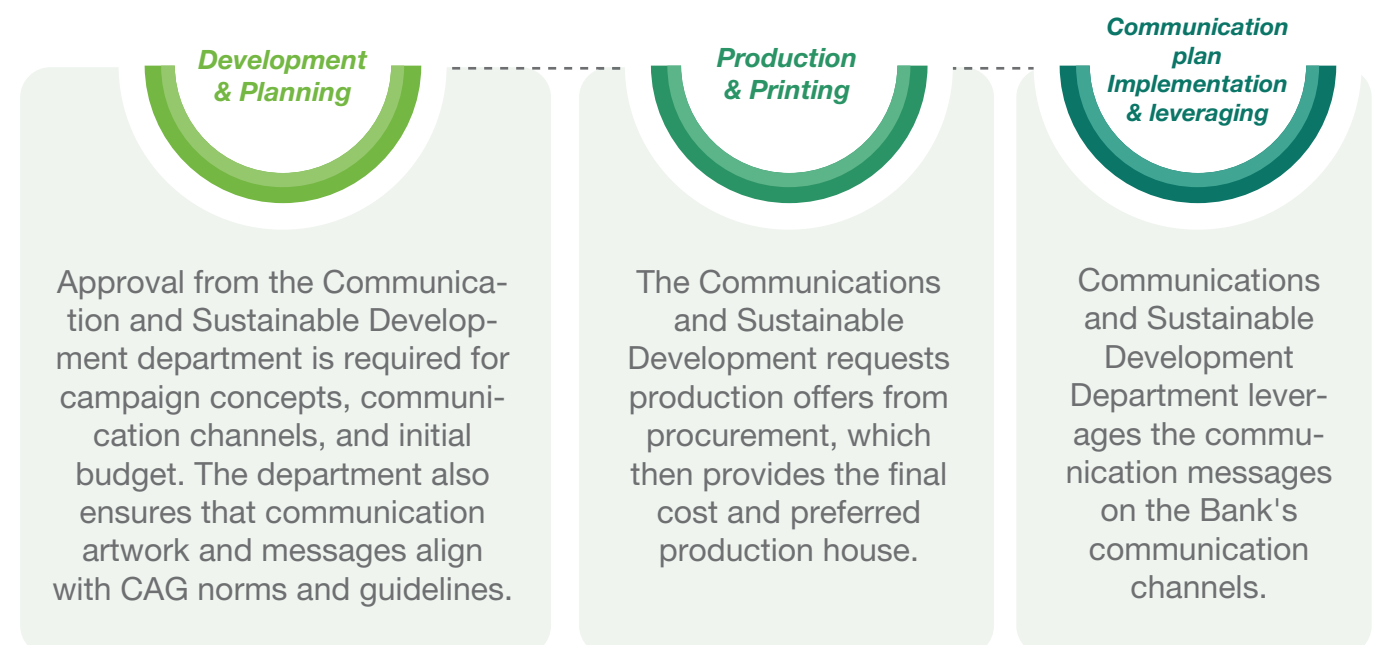 Development
& Planning
Approval from the Communica-
tion and Sustainable Develop-
ment department is required for
campaign concepts, communi-
cation channels, and initial
budget. The department also
ensures that communication
artwork and messages align
with CAG norms and guidelines.
Production
& Printing
The Communications
and Sustainable
Development requests
production offers from
procurement, which
then provides the final
cost and preferred
production house.
Communication
plan
Implementation
& leveraging
Communications
and Sustainable
Development
Department lever-
ages the commu-
nication messages
on the Bank's
communication
channels.